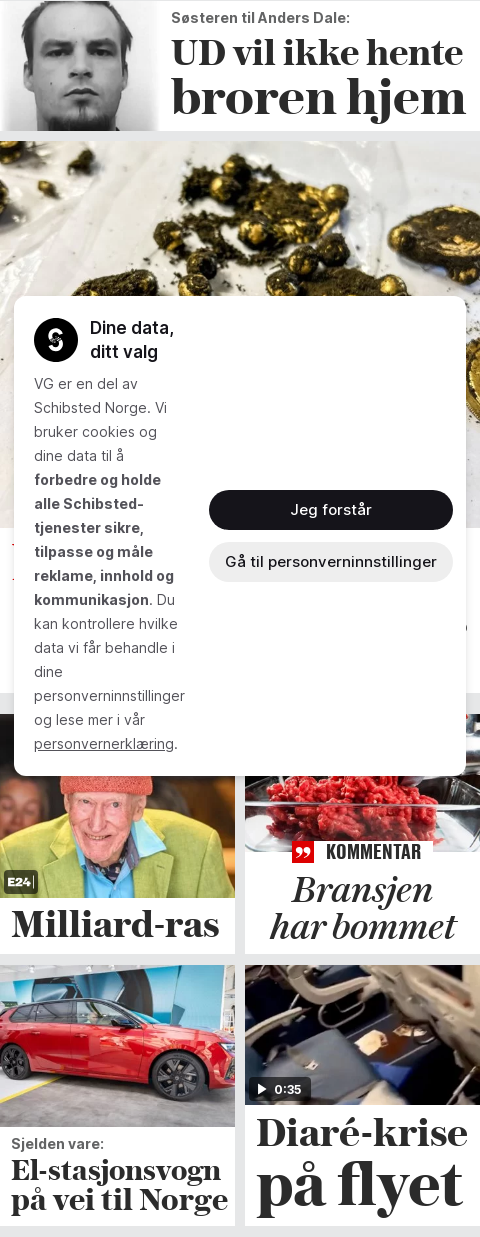 Søsteren til Anders Dale:
UD vil ikke hente
broren hjem
Dine data,
ditt valg
VG er en del av
Schibsted Norge. Vi
bruker cookies og
dine data til å
forbedre og holde
alle Schibsted-
tjenester sikre,
tilpasse og måle
reklame, innhold og
kommunikasjon. Du
kan kontrollere hvilke
data vi får behandle i
dine
personverninnstillinger
og lese mer i vår
personvernerklæring.
Jeg forstår
Gå til personverninnstillinger
E24
Milliard-ras
KOMMENTAR
Bransjen
har bommet
Sjelden vare:
El-stasjonsvogn
på vei til Norge
0:35
Diaré-krise
på flyet